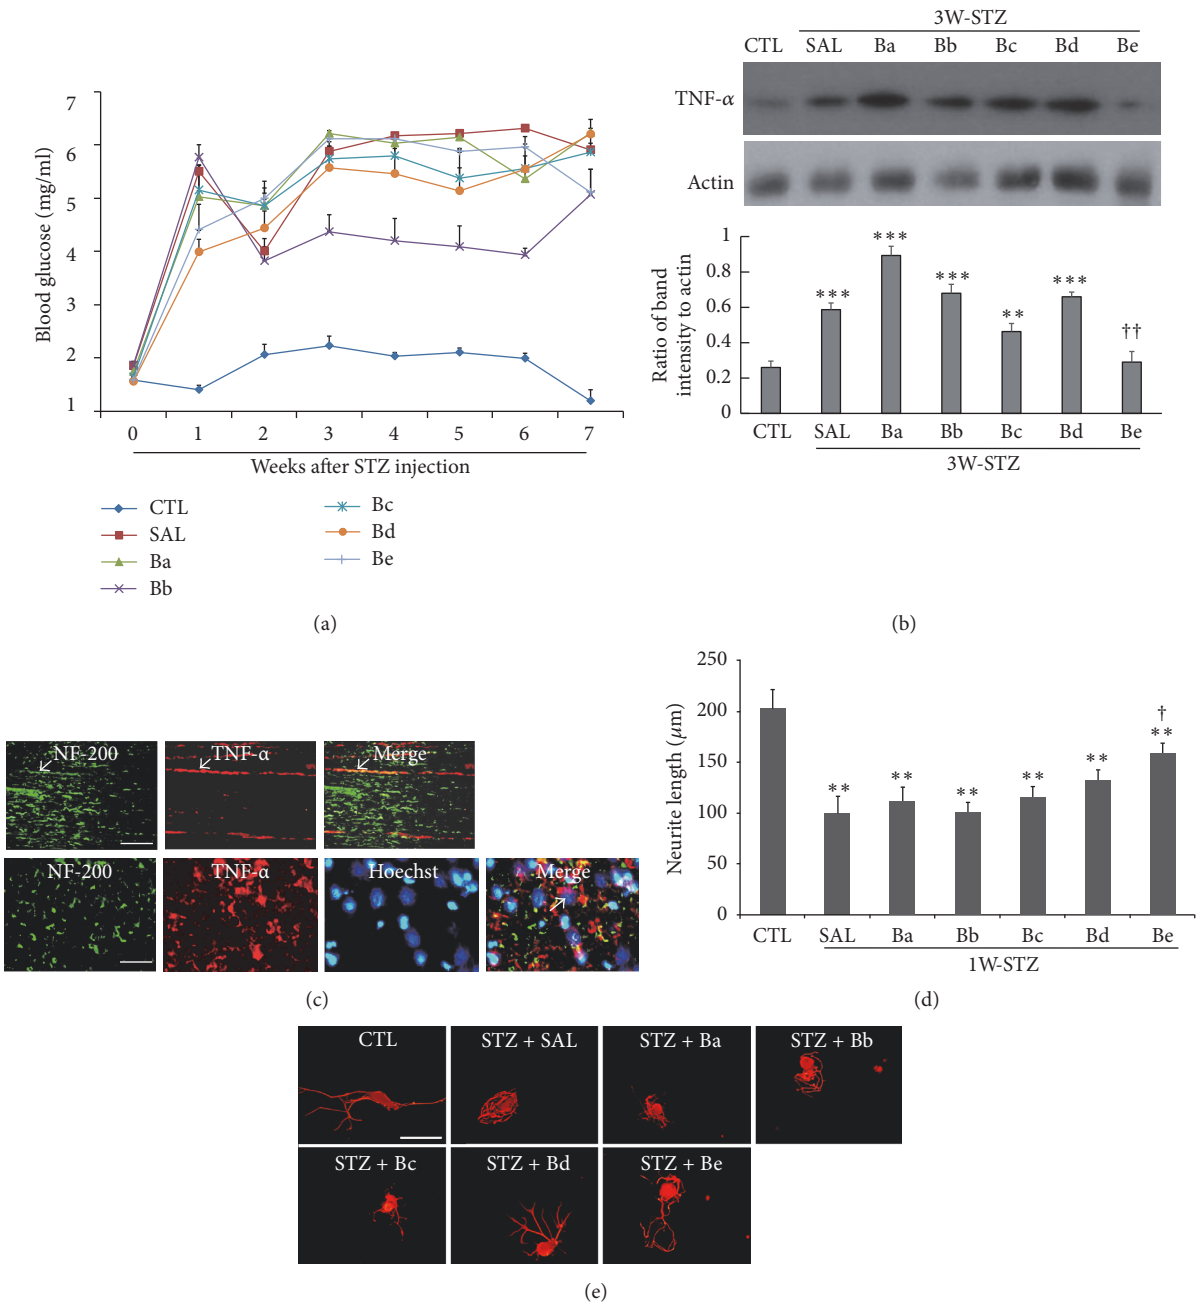 7
6
5
4
3
2
1
Blood glucose (mg/ml)
0 1 2 3 4 5 6 7
Weeks after STZ injection
CTL
SAL
Ba
Bb
Bc
Bd
Be
(a)
3W-STZ
CTL SAL Ba Bb Bc Bd Be
TNF-α
Actin
1
0.8
0.6
0.4
0.2
0
Ratio of band
intensity to actin
*** *** *** ** *** ††
CTL SAL Ba Bb Bc Bd Be
3W-STZ
(b)
NF-200 TNF-α Merge
NF-200 TNF-α Hoechst Merge
(c)
250
200
150
100
50
0
Neurite length (μm)
** ** ** ** ** † **
CTL SAL Ba Bb Bc Bd Be
1W-STZ
(d)
CTL STZ + SAL STZ + Ba STZ + Bb
STZ + Bc STZ + Bd STZ + Be
(e)